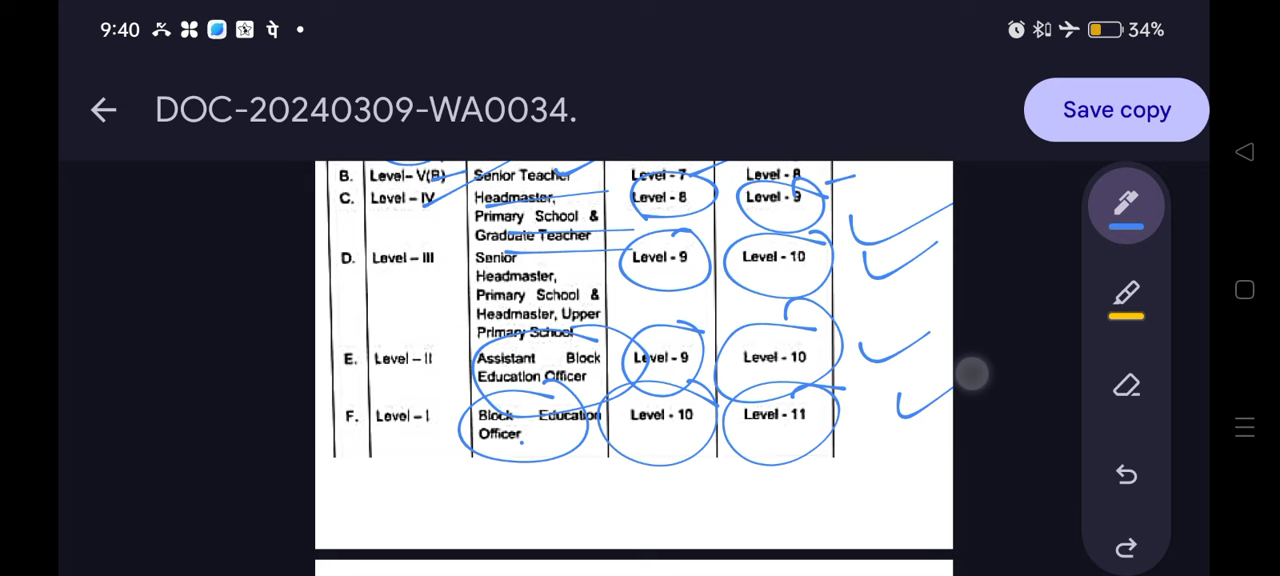 9:40
34%
DOC-20240309-WA0034.
Save copy
B. Level- V(B) Senior Teacher Level - 7 Level - 8
C. Level – IV Headmaster, Level - 8 Level - 9
Primary School &
Graduate Teacher
D. Level – III Senior Level - 9 Level - 10
Headmaster,
Primary School &
Headmaster, Upper
Primary School
E. Level – II Assistant Block Level - 9 Level - 10
Education Officer
F. Level – I Block Education Level - 10 Level - 11
Officer